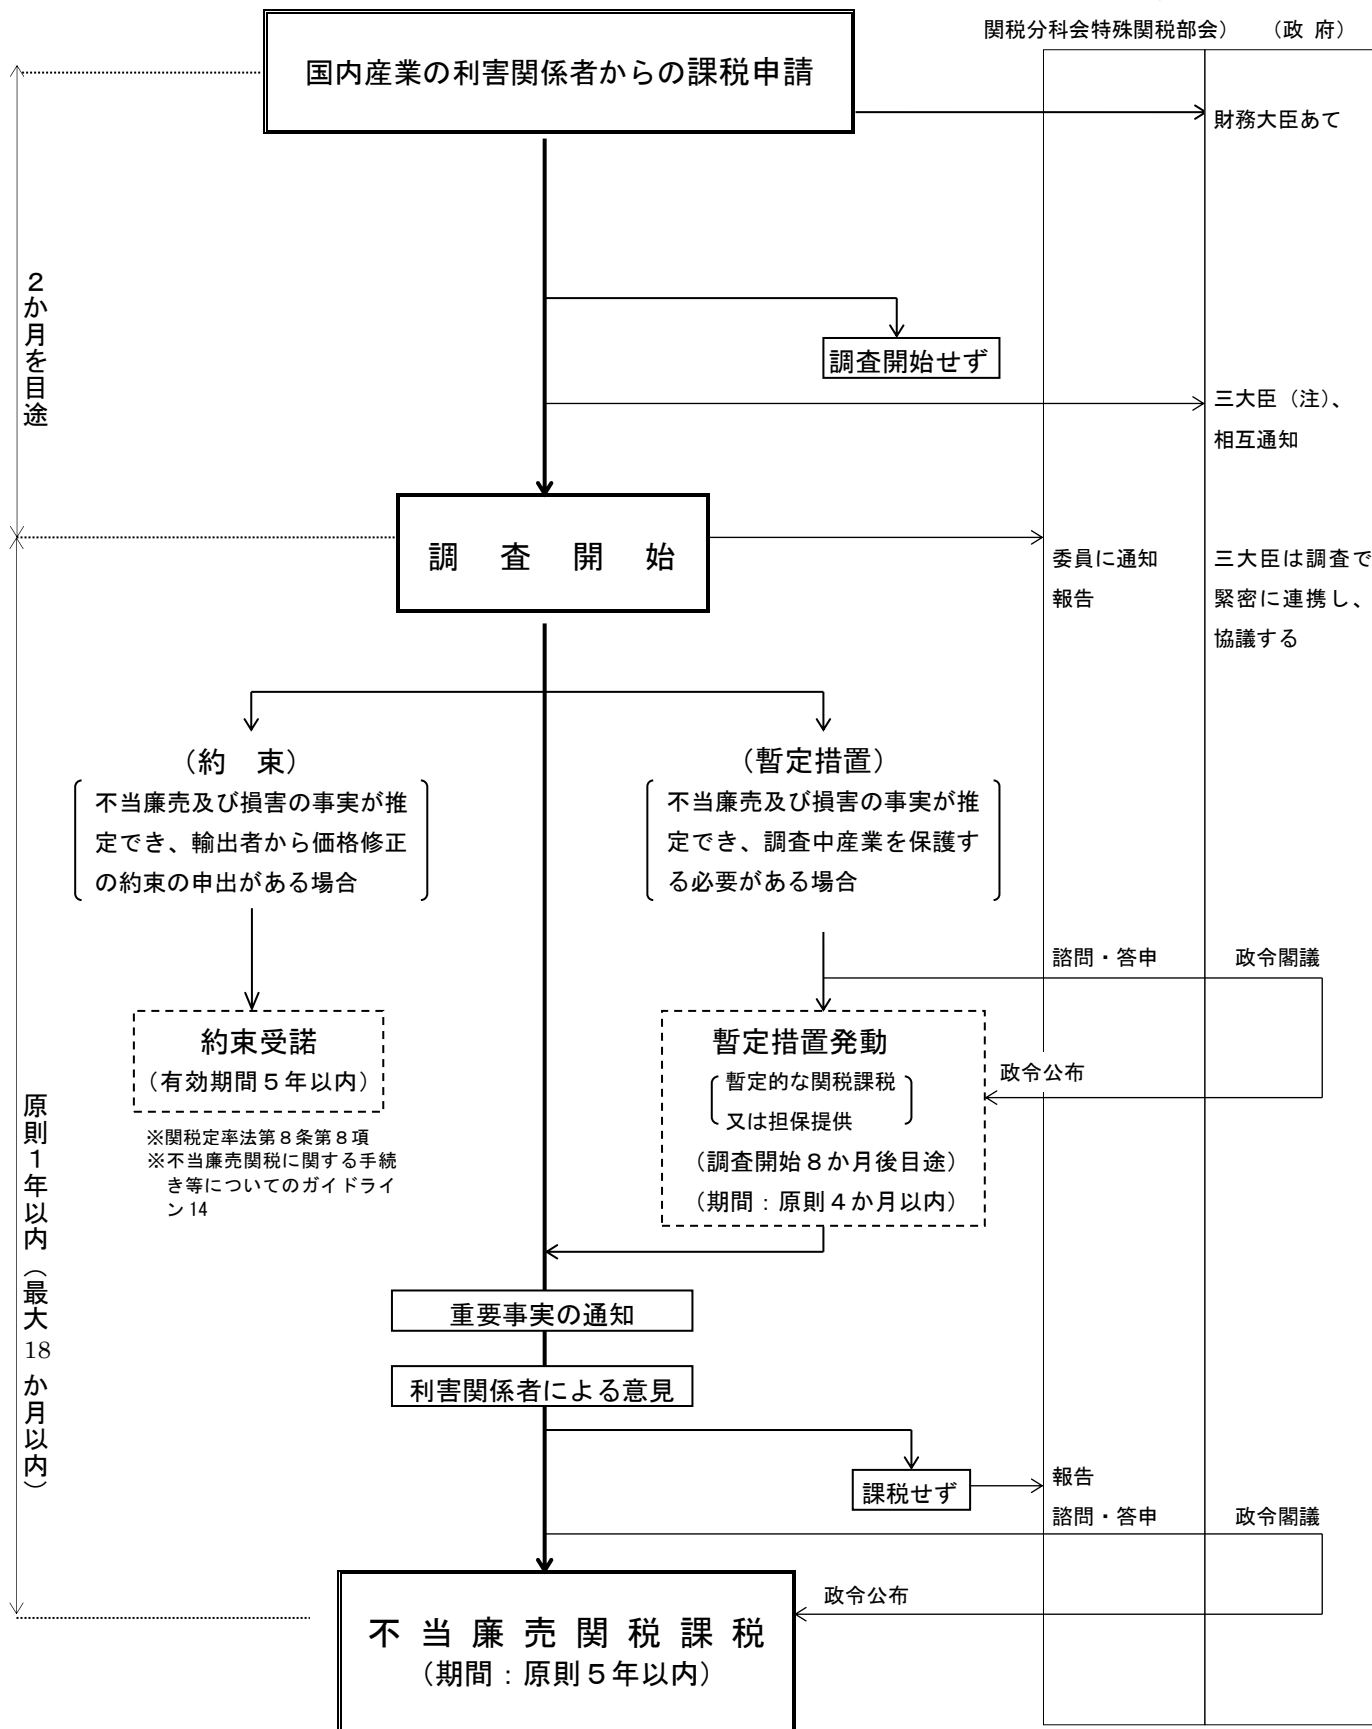 関税分科会特殊関税部会) (政 府)
国内産業の利害関係者からの課税申請
財務大臣あて
2か月を目途
調査開始せず
三大臣(注)、
相互通知
調 査 開 始
委員に通知
報告
三大臣は調査で
緊密に連携し、
協議する
(約 束)
不当廉売及び損害の事実が推
定でき、輸出者から価格修正
の約束の申出がある場合
(暫定措置)
不当廉売及び損害の事実が推
定でき、調査中産業を保護す
る必要がある場合
諮問・答申 政令閣議
約束受諾
(有効期間5年以内)
※関税定率法第8条第8項
※不当廉売関税に関する手続
き等についてのガイドライ
ン14
暫定措置発動
暫定的な関税課税
又は担保提供
(調査開始8か月後目途)
(期間:原則4か月以内)
政令公布
原則1年以内(最大18か月以内)
重要事実の通知
利害関係者による意見
課税せず
報告
諮問・答申 政令閣議
政令公布
不当廉売関税課税
(期間:原則5年以内)